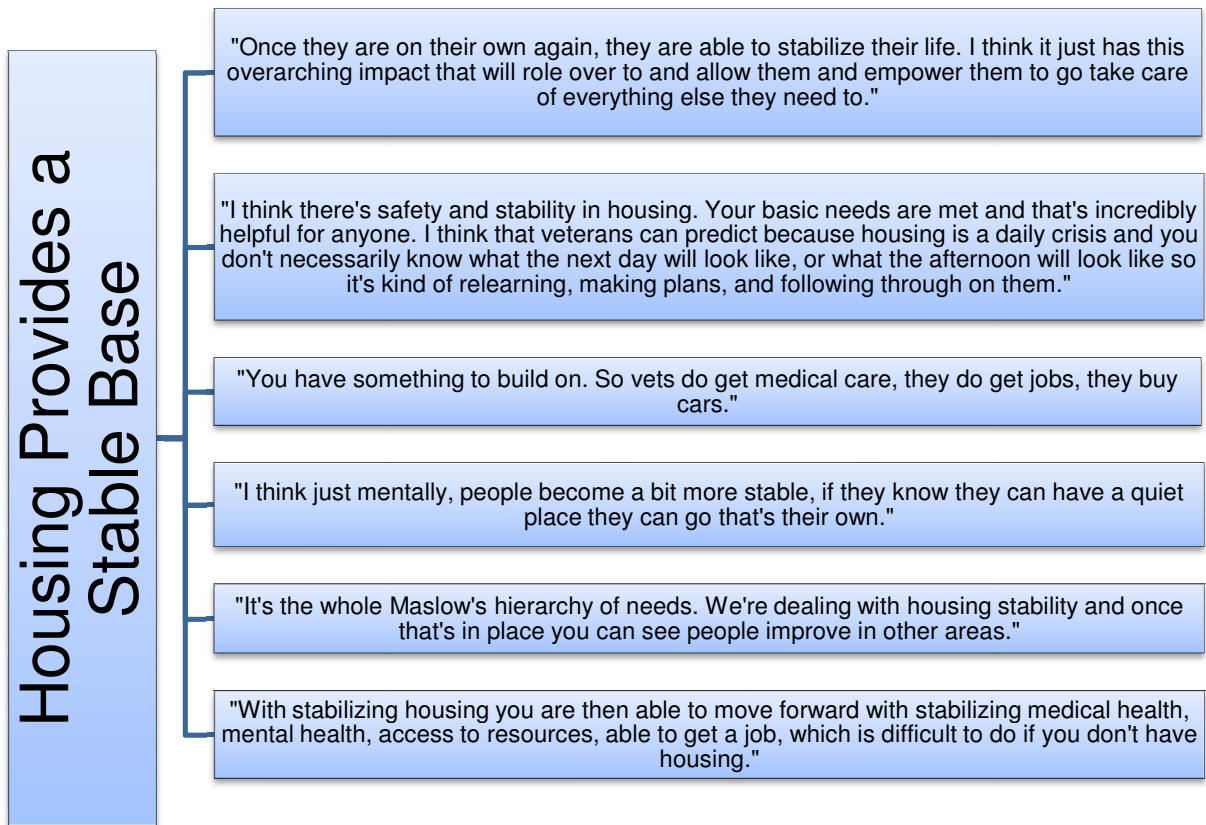 Housing Provides a
Stable Base
"Once they are on their own again, they are able to stabilize their life. I think it just has this
overarching impact that will role over to and allow them and empower them to go take care
of everything else they need to."
"I think there's safety and stability in housing. Your basic needs are met and that's incredibly
helpful for anyone. I think that veterans can predict because housing is a daily crisis and you
don't necessarily know what the next day will look like, or what the afternoon will look like so
it's kind of relearning, making plans, and following through on them."
"You have something to build on. So vets do get medical care, they do get jobs, they buy
cars."
"I think just mentally, people become a bit more stable, if they know they can have a quiet
place they can go that's their own."
"It's the whole Maslow's hierarchy of needs. We're dealing with housing stability and once
that's in place you can see people improve in other areas."
"With stabilizing housing you are then able to move forward with stabilizing medical health,
mental health, access to resources, able to get a job, which is difficult to do if you don't have
housing."